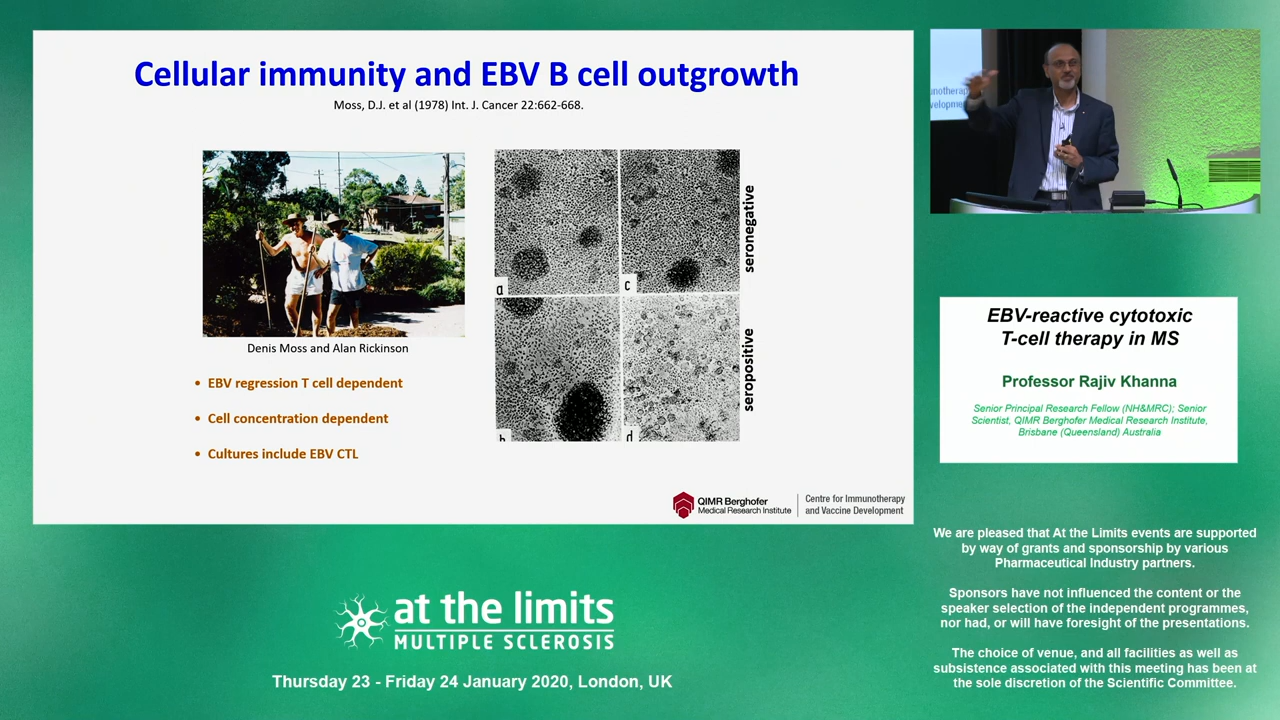 Cellular immunity and EBV B cell outgrowth
Moss, D.J. et al (1978) Int. J. Cancer 22:662-668.
a
c
seronegative
b
d
seropositive
Denis Moss and Alan Rickinson
• EBV regression T cell dependent
• Cell concentration dependent
• Cultures include EBV CTL
QIMR Berghofer
Medical Research Institute
Centre for Immunotherapy
and Vaccine Development
EBV-reactive cytotoxic
T-cell therapy in MS
Professor Rajiv Khanna
Senior Principal Research Fellow (NH&MRC); Senior
Scientist, QIMR Berghofer Medical Research Institute,
Brisbane (Queensland) Australia
We are pleased that At the Limits events are supported
by way of grants and sponsorship by various
Pharmaceutical Industry partners.
Sponsors have not influenced the content or the
speaker selection of the independent programmes,
nor had, or will have foresight of the presentations.
The choice of venue, and all facilities as well as
subsistence associated with this meeting has been at
the sole discretion of the Scientific Committee.
at the limits
MULTIPLE SCLEROSIS
Thursday 23 - Friday 24 January 2020, London, UK